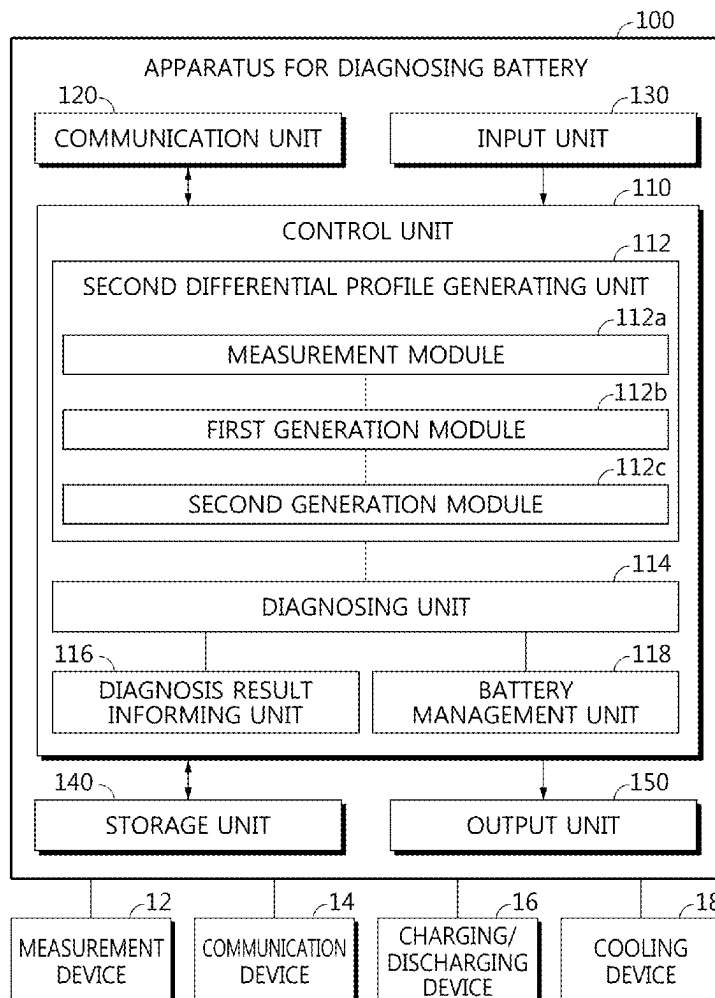 100
APPARATUS FOR DIAGNOSING BATTERY
120
130
COMMUNICATION UNIT
INPUT UNIT
110
CONTROL UNIT
112
SECOND DIFFERENTIAL PROFILE GENERATING UNIT
112a
MEASUREMENT MODULE
112b
FIRST GENERATION MODULE
112c
SECOND GENERATION MODULE
114
DIAGNOSING UNIT
116
118
DIAGNOSIS RESULT
INFORMING UNIT
BATTERY
MANAGEMENT UNIT
140
150
STORAGE UNIT
OUTPUT UNIT
12
14
16
18
MEASUREMENT
DEVICE
COMMUNICATION
DEVICE
CHARGING/
DISCHARGING
DEVICE
COOLING
DEVICE